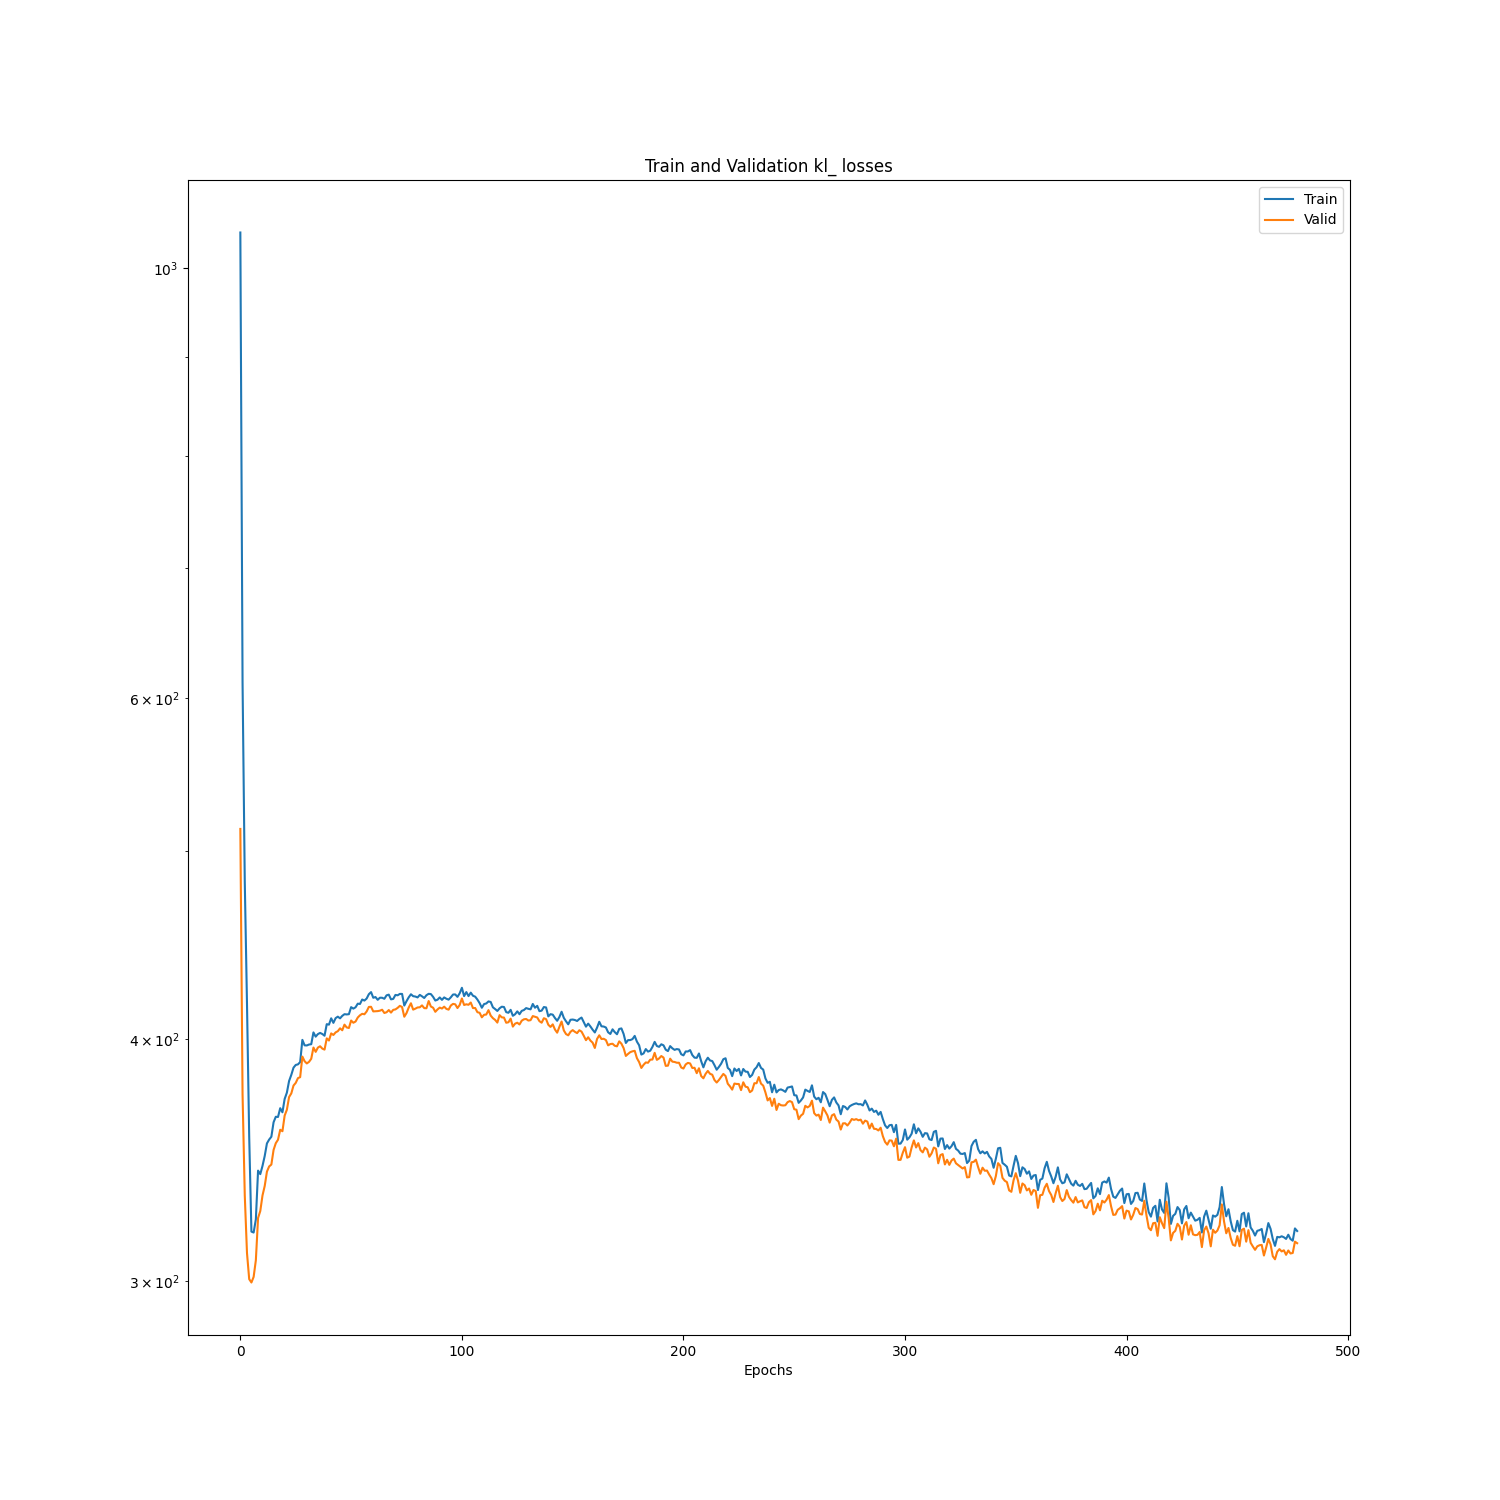 Train and Validation kl_ losses
Train
Valid
10³
6 × 10²
4 × 10²
3 × 10²
0 100 200 300 400 500
Epochs